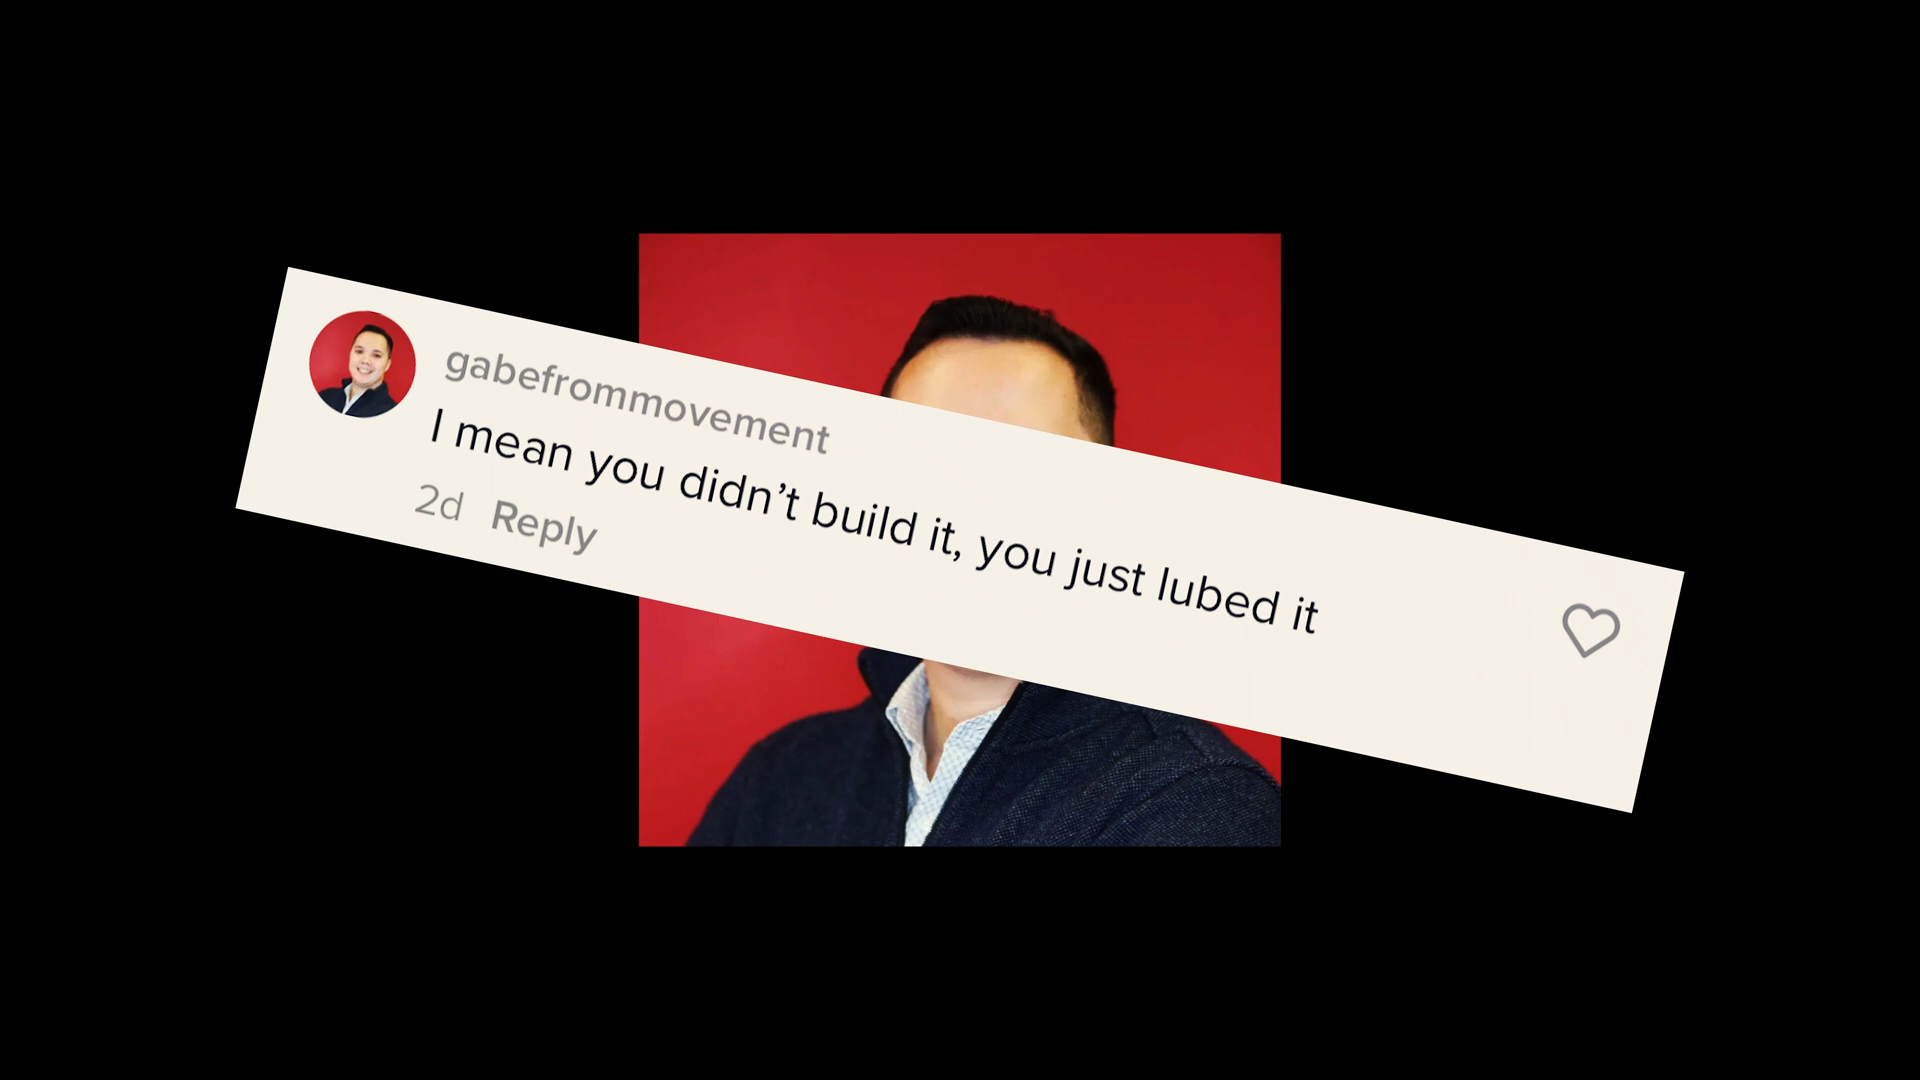 gabefrommovement
I mean you didn’t build it, you just lubed it
2d Reply